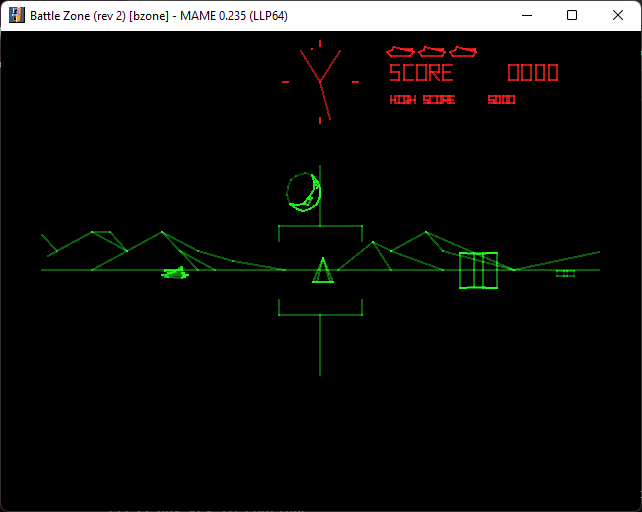 Battle Zone (rev 2) [bzone] - MAME 0.235 (LLP64)
SCORE 0000
HIGH SCORE 5000